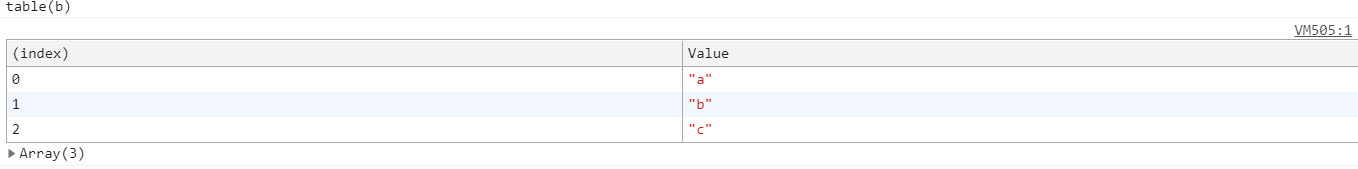 table(b)
VM505:1
(index) Value
0 "a"
1 "b"
2 "c"
Array(3)